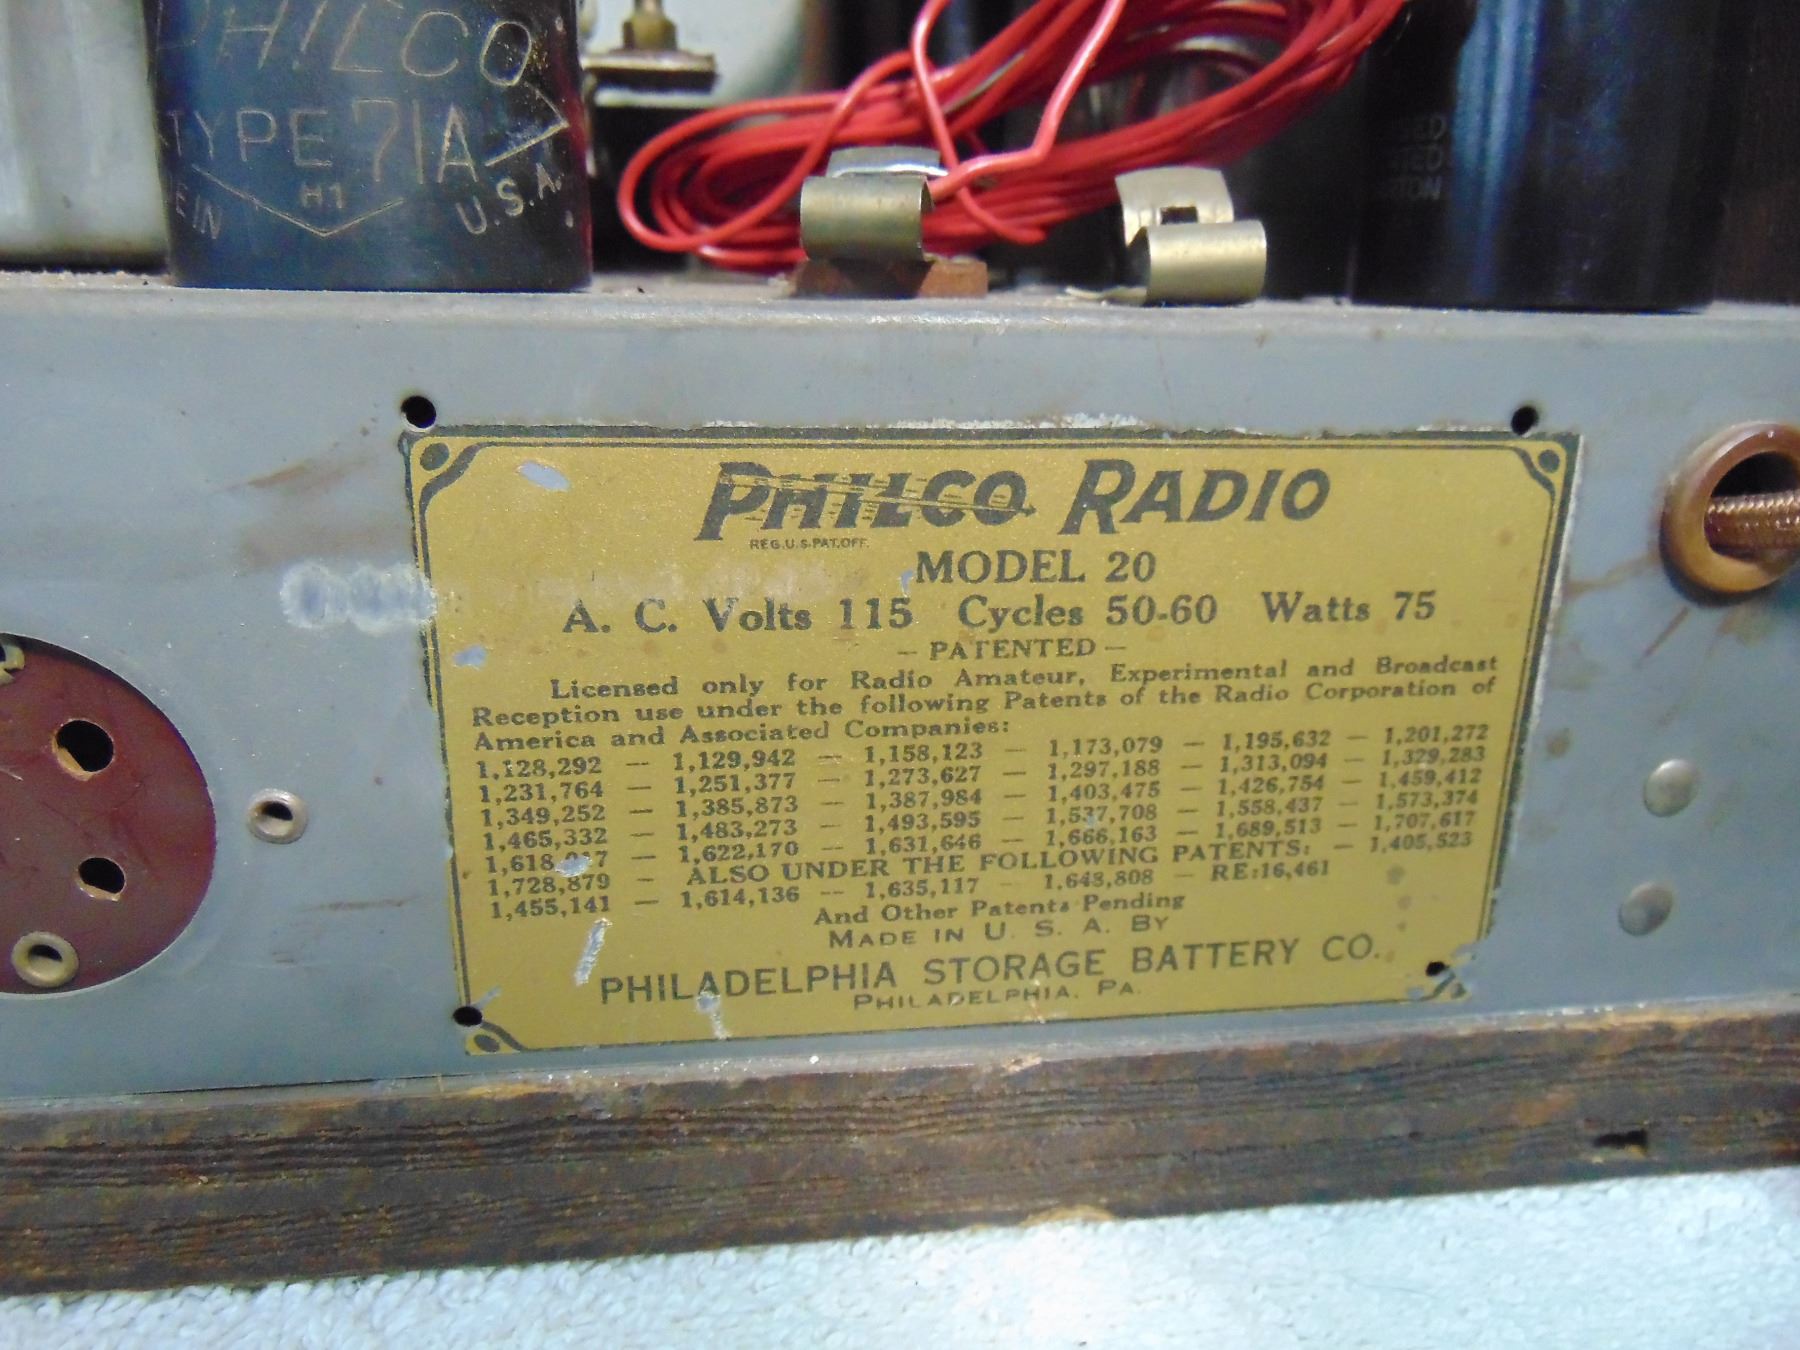 PHILCO
TYPE 71A
H1
E IN U.S.A.
PHILCO RADIO
REG.U.S.PAT.OFF.
MODEL 20
A. C. Volts 115 Cycles 50-60 Watts 75
— PATENTED —
Licensed only for Radio Amateur, Experimental and Broadcast
Reception use under the following Patents of the Radio Corporation of
America and Associated Companies:
1,128,292 — 1,129,942 — 1,158,123 — 1,173,079 — 1,195,632 — 1,201,272
1,231,764 — 1,251,377 — 1,273,627 — 1,297,188 — 1,313,094 — 1,329,283
1,349,252 — 1,385,873 — 1,387,984 — 1,403,475 — 1,426,754 — 1,459,412
1,465,332 — 1,483,273 — 1,493,595 — 1,537,708 — 1,558,437 — 1,573,374
— 1,622,170 — 1,631,646 — 1,666,163 — 1,689,513 — 1,707,617
1,728,879 — ALSO UNDER THE FOLLOWING PATENTS: — 1,405,523
1,455,141 — 1,614,136 — 1,635,117 — 1,648,808 — RE:16,461
And Other Patents Pending
MADE IN U. S. A. BY
PHILADELPHIA STORAGE BATTERY CO.
PHILADELPHIA, PA.